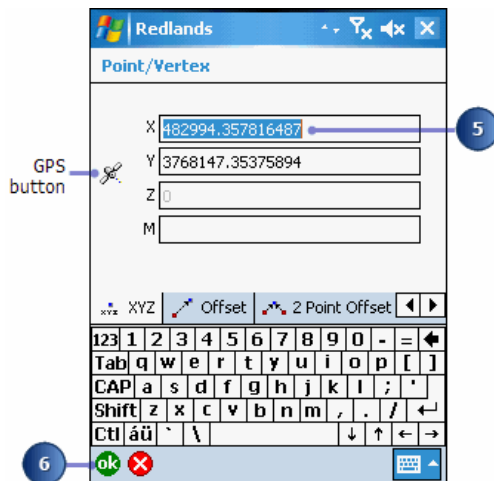 Redlands
Point/Vertex
X 482994.357816487
5
GPS
button
Y 3768147.35375894
Z 0
M
XYZ XYZ Offset 2 Point Offset
123 1 2 3 4 5 6 7 8 9 0 - =
Tab q w e r t y u i o p [ ]
CAP a s d f g h j k l ; '
Shift z x c v b n m , . /
Ctl áü ` \
6
ok